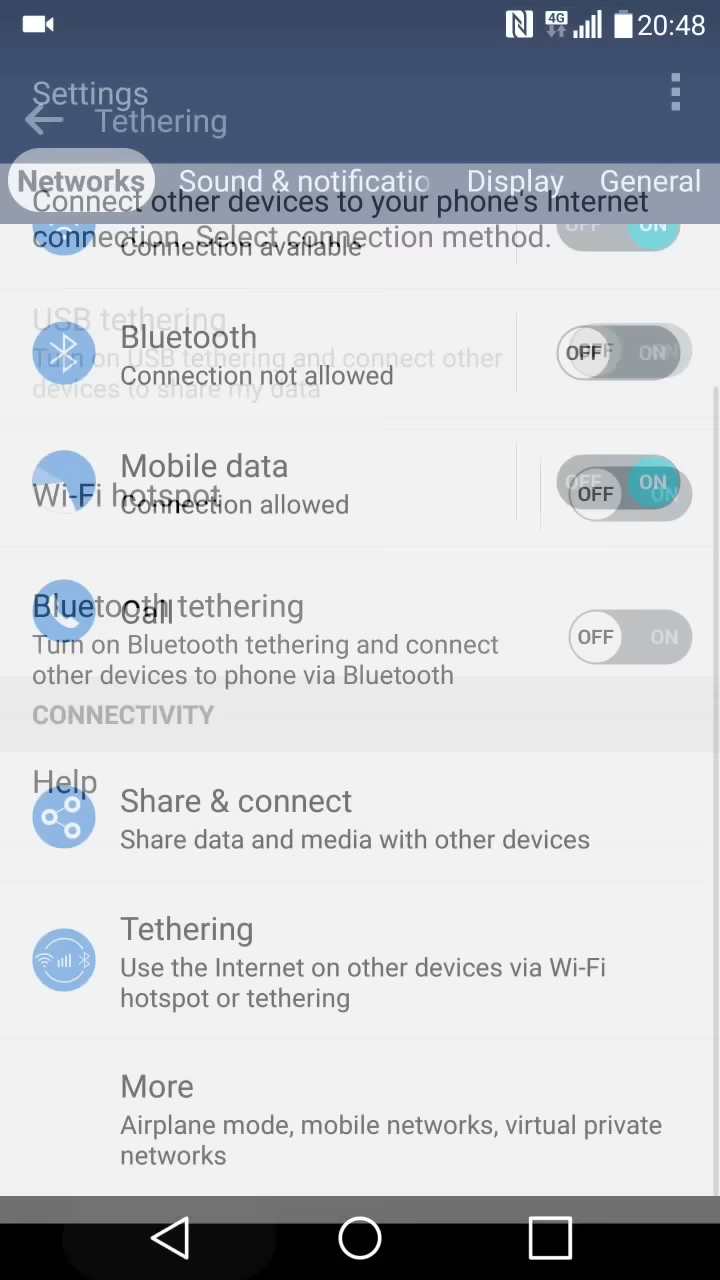 4G 20:48
Settings
Tethering
Networks Sound & notificatio Display General
Connect other devices to your phone's Internet
connection. Select connection method.
Connection available
OFF ON
USB tethering
Bluetooth
OFF ON
Turn on USB tethering and connect other
Connection not allowed
devices to share my data
Mobile data
OFF ON
Wi-Fi hotspot
Connection allowed
OFF ON
Bluetooth tethering
Call
Turn on Bluetooth tethering and connect
other devices to phone via Bluetooth
OFF ON
CONNECTIVITY
Help
Share & connect
Share data and media with other devices
Tethering
Use the Internet on other devices via Wi-Fi
hotspot or tethering
More
Airplane mode, mobile networks, virtual private
networks